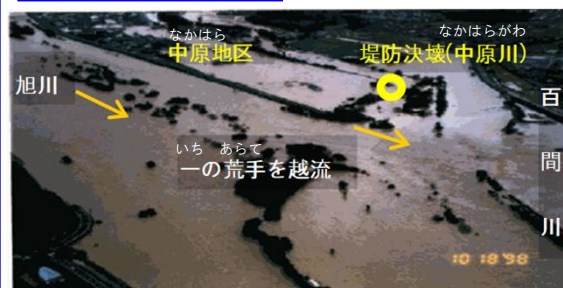 なかはら
中原地区
なかはらがわ
堤防決壊(中原川)
旭川
百間川
いち あらて
一の荒手を越流
10 18'98